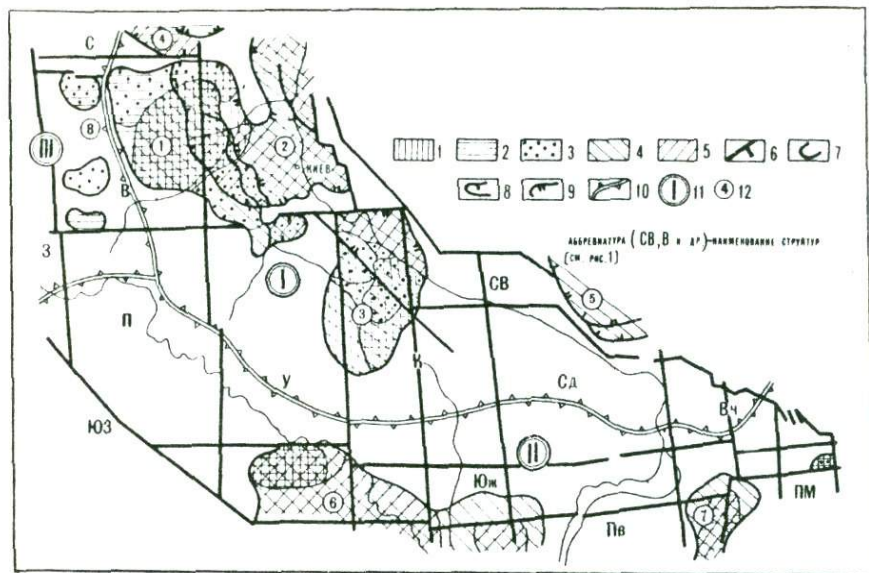 С
4
III
8
1
2
КИЕВ
В
З
I
3
СВ
П
К
У
Сд
ЮЗ
Вч
II
6
Юж
Пв
7
ПМ
5
1 2 3 4 5 6 7
8 9 10 I 11 4 12
АББРЕВИАТУРА (СВ, В и др)-НАИМЕНОВАНИЕ СТРУКТУР
(СМ РИС. 1)